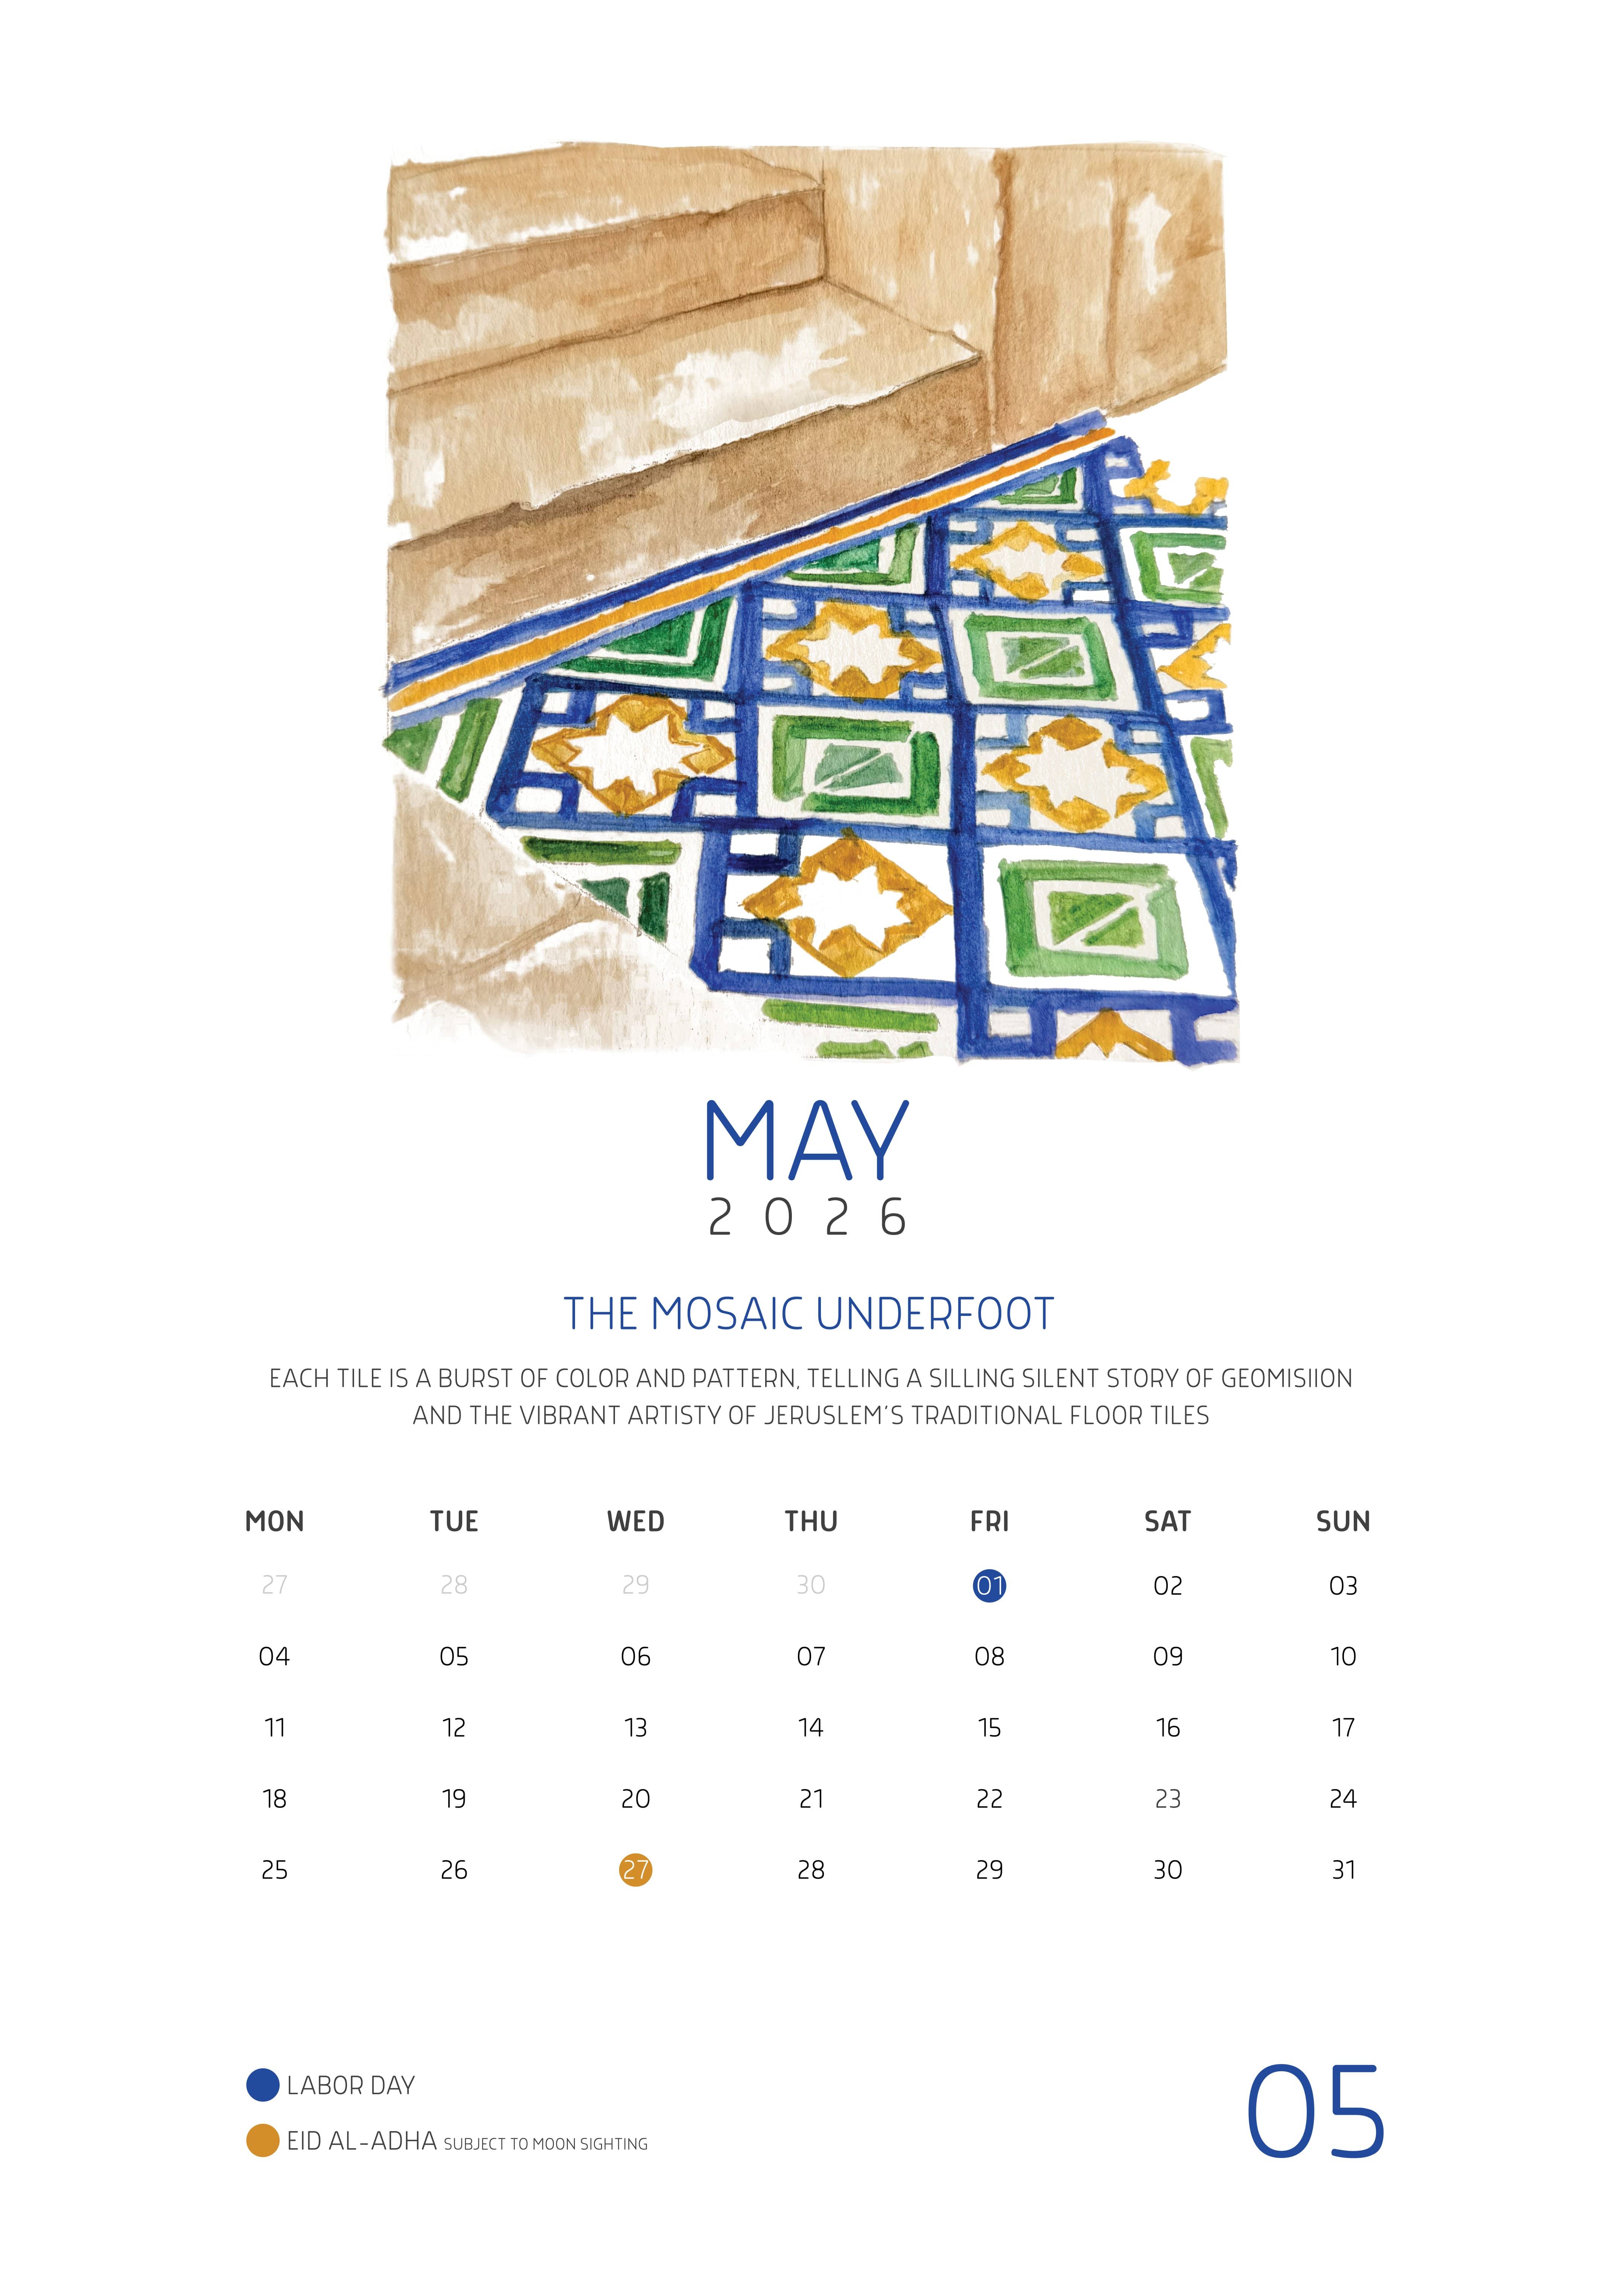 MAY
2026
THE MOSAIC UNDERFOOT
EACH TILE IS A BURST OF COLOR AND PATTERN, TELLING A SILLING SILENT STORY OF GEOMISIION
AND THE VIBRANT ARTISTY OF JERUSLEM'S TRADITIONAL FLOOR TILES
MON TUE WED THU FRI SAT SUN
27 28 29 30 01 02 03
04 05 06 07 08 09 10
11 12 13 14 15 16 17
18 19 20 21 22 23 24
25 26 27 28 29 30 31
LABOR DAY
EID AL-ADHA SUBJECT TO MOON SIGHTING
05